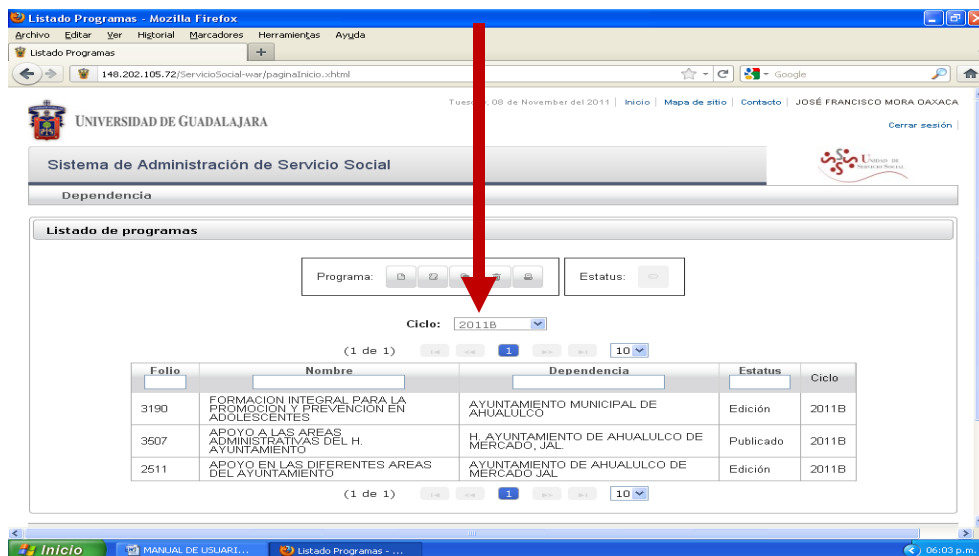 Listado Programas - Mozilla Firefox
Archivo Editar Ver Historial Marcadores Herramientas Ayuda
Listado Programas
148.202.105.72/ServicioSocial-war/paginaInicio.xhtml Google
08 de November del 2011 | Inicio | Mapa de sitio | Contacto | JOSÉ FRANCISCO MORA OAXACA
UNIVERSIDAD DE GUADALAJARA
Cerrar sesión |
Sistema de Administración de Servicio Social
UNIDAD DE
SERVICIO SOCIAL
Dependencia
Listado de programas
Programa: Estatus:
Ciclo: 2011B
(1 de 1) 1 10
Folio Nombre Dependencia Estatus Ciclo
3190 FORMACION INTEGRAL PARA LA PROMOCION Y PREVENCION EN ADOLESCENTES AYUNTAMIENTO MUNICIPAL DE AHUALULCO Edición 2011B
3507 APOYO A LAS AREAS ADMINISTRATIVAS DEL H. AYUNTAMIENTO H. AYUNTAMIENTO DE AHUALULCO DE MERCADO, JAL. Publicado 2011B
2511 APOYO EN LAS DIFERENTES AREAS DEL AYUNTAMIENTO AYUNTAMIENTO DE AHUALULCO DE MERCADO JAL Edición 2011B
(1 de 1) 1 10
Inicio MANUAL DE USUARI... Listado Programas - ... 06:03 p.m.